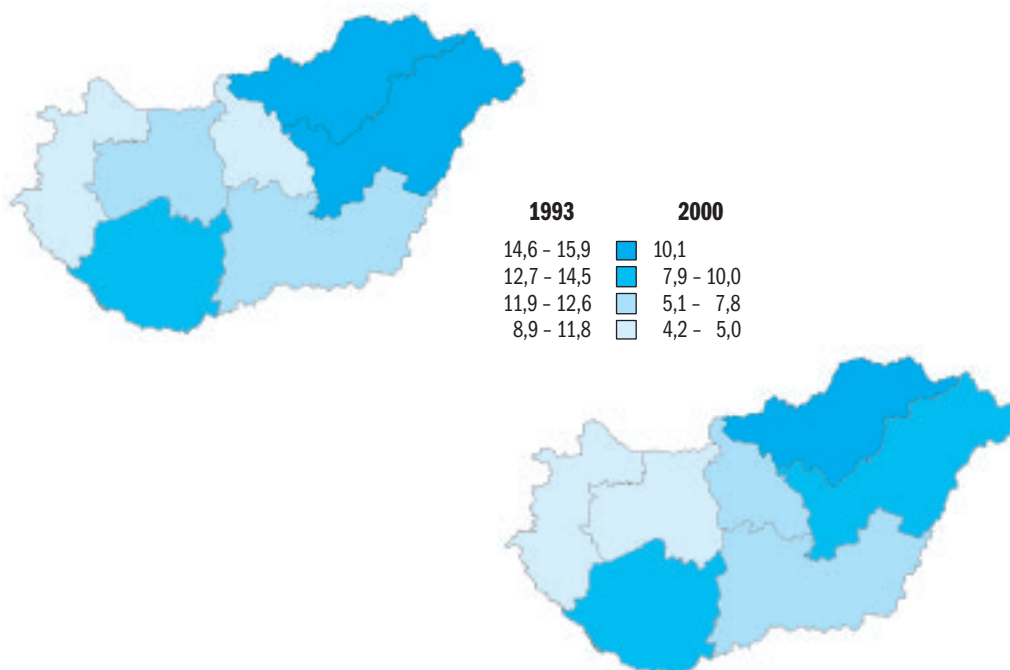 1993 2000
14,6 – 15,9 10,1
12,7 – 14,5 7,9 – 10,0
11,9 – 12,6 5,1 – 7,8
8,9 – 11,8 4,2 – 5,0